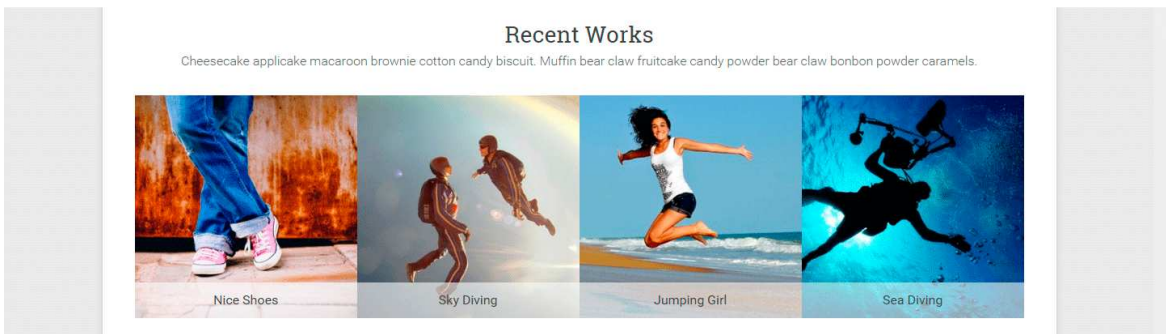 Recent Works
Cheesecake applicake macaroon brownie cotton candy biscuit. Muffin bear claw fruitcake candy powder bear claw bonbon powder caramels.
Nice Shoes
Sky Diving
Jumping Girl
Sea Diving